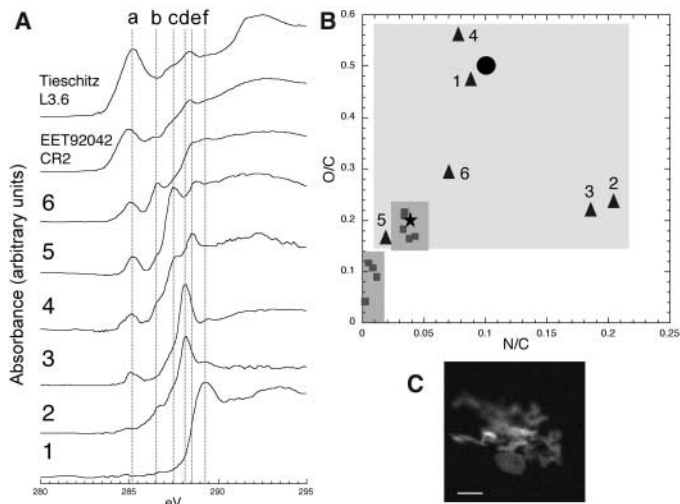 A
a b c d e f
Tieschitz
L3.6
EET92042
CR2
6
5
4
3
2
1
Absorbance (arbitrary units)
280 285 290 295
eV
B
0.6
0.5
0.4
0.3
0.2
0.1
0
O/C
4
1
6
3 2
5
0 0.05 0.1 0.15 0.2 0.25
N/C
C